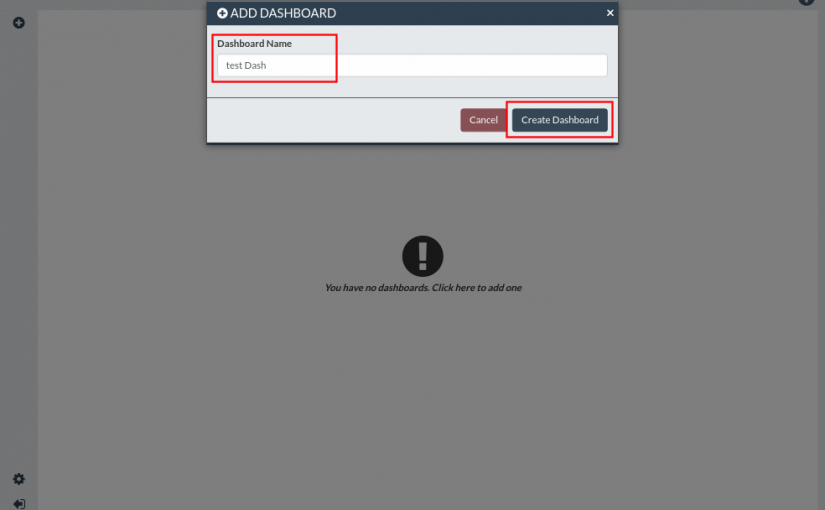 ADD DASHBOARD
Dashboard Name
test Dash
Cancel
Create Dashboard
You have no dashboards. Click here to add one